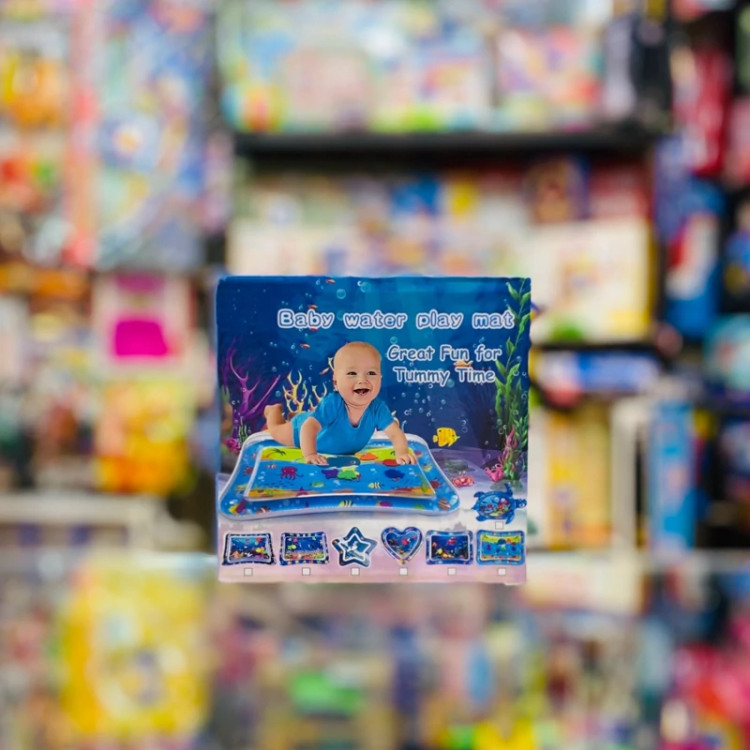 Baby water play mat
Great Fun for
Tummy Time